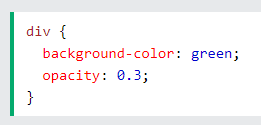 div {
  background-color: green;
  opacity: 0.3;
}